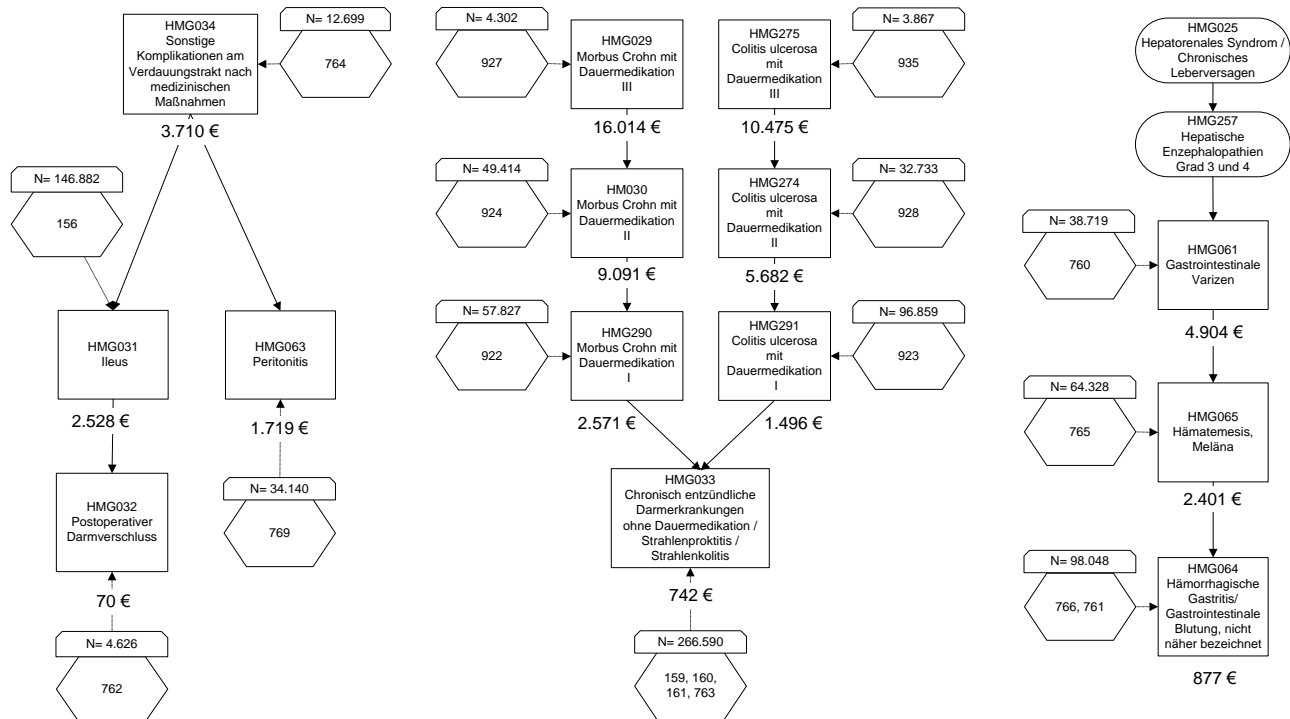 HMG034
Sonstige
Komplikationen am
Verdauungstrakt nach
medizinischen
Maßnahmen
N= 12.699
764
3.710 €
N= 146.882
156
HMG031
Ileus
2.528 €
HMG032
Postoperativer
Darmverschluss
70 €
N= 4.626
762
HMG063
Peritonitis
1.719 €
N= 34.140
769
N= 4.302
927
HMG029
Morbus Crohn mit
Dauermedikation
III
16.014 €
N= 49.414
924
HM030
Morbus Crohn mit
Dauermedikation
II
9.091 €
N= 57.827
922
HMG290
Morbus Crohn mit
Dauermedikation
I
2.571 €
HMG275
Colitis ulcerosa
mit
Dauermedikation
III
N= 3.867
935
10.475 €
HMG274
Colitis ulcerosa
mit
Dauermedikation
II
N= 32.733
928
5.682 €
HMG291
Colitis ulcerosa
mit
Dauermedikation
I
N= 96.859
923
1.496 €
HMG033
Chronisch entzündliche
Darmerkrankungen
ohne Dauermedikation /
Strahlenproktitis /
Strahlenkolitis
742 €
N= 266.590
159, 160,
161, 763
HMG025
Hepatorenales Syndrom /
Chronisches
Leberversagen
HMG257
Hepatische
Enzephalopathien
Grad 3 und 4
N= 38.719
760
HMG061
Gastrointestinale
Varizen
4.904 €
N= 64.328
765
HMG065
Hämatemesis,
Meläna
2.401 €
N= 98.048
766, 761
HMG064
Hämorrhagische
Gastritis/
Gastrointestinale
Blutung, nicht
näher bezeichnet
877 €